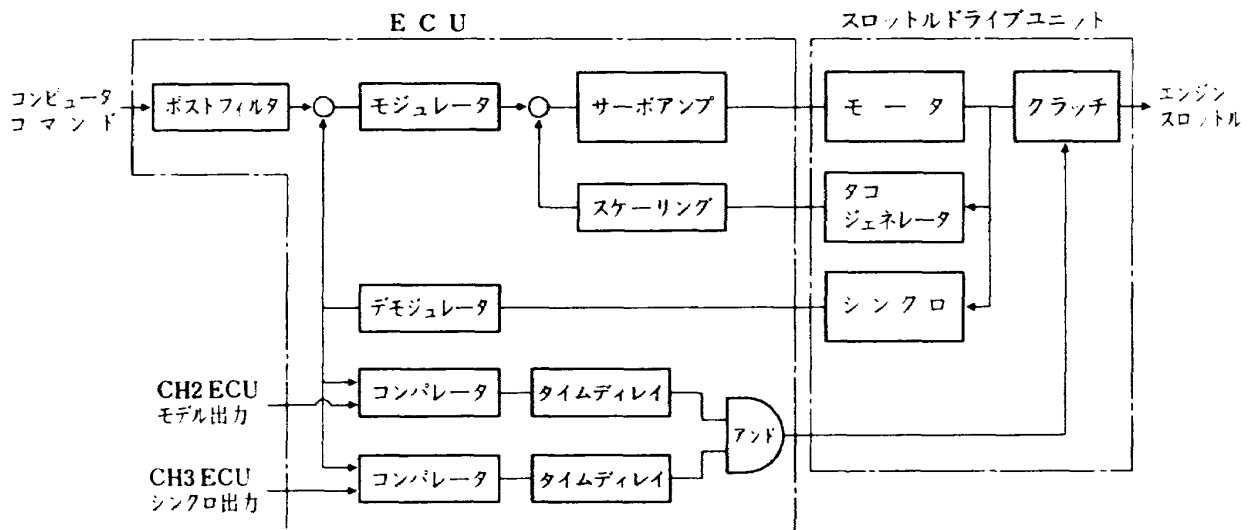 ECU
スロットルドライブユニット
コンピュータ
コマンド
ポストフィルタ
モジュレータ
サーボアンプ
モータ
クラッチ
エンジン
スロットル
スケーリング
タコ
ジェネレータ
デモジュレータ
シンクロ
CH2 ECU
モデル出力
コンパレータ
タイムディレイ
アンド
CH3 ECU
シンクロ出力
コンパレータ
タイムディレイ